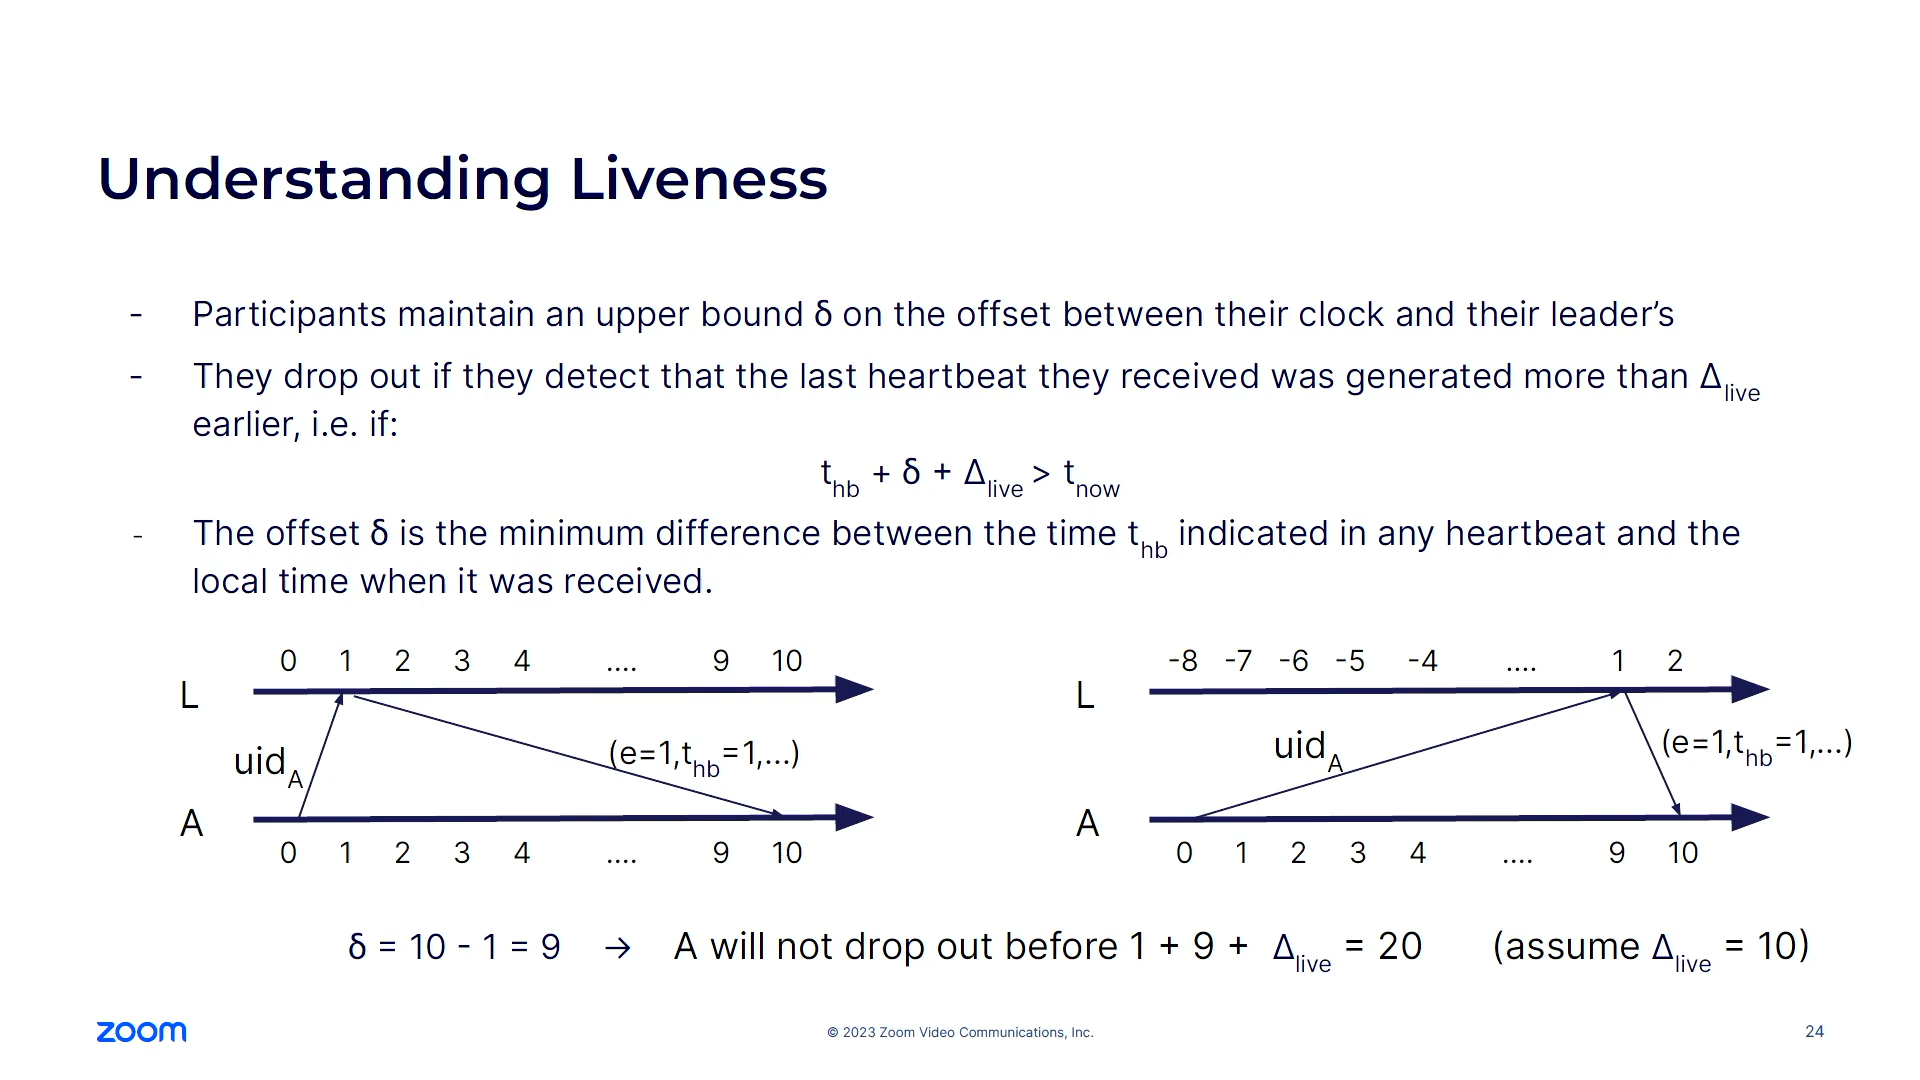 Understanding Liveness
- Participants maintain an upper bound δ on the offset between their clock and their leader’s
- They drop out if they detect that the last heartbeat they received was generated more than Δlive
earlier, i.e. if:
thb + δ + Δlive > tnow
- The offset δ is the minimum difference between the time thb indicated in any heartbeat and the
local time when it was received.
0 1 2 3 4 .... 9 10
L
uidA
(e=1,thb=1,...)
A
0 1 2 3 4 .... 9 10
-8 -7 -6 -5 -4 .... 1 2
L
uidA
(e=1,thb=1,...)
A
0 1 2 3 4 .... 9 10
δ = 10 - 1 = 9 → A will not drop out before 1 + 9 + Δlive = 20 (assume Δlive = 10)
zoom
© 2023 Zoom Video Communications, Inc.
24